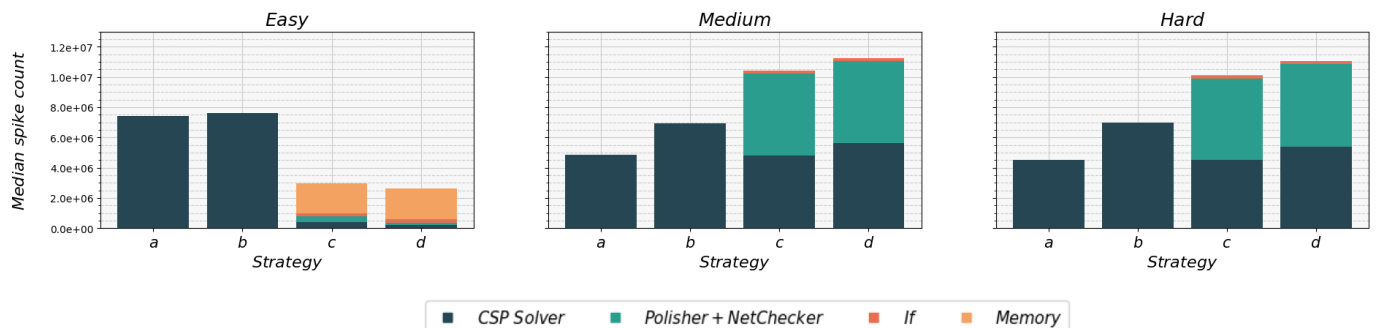 Easy
Medium
Hard
Median spike count
1.2e+07
1.0e+07
8.0e+06
6.0e+06
4.0e+06
2.0e+06
0.0e+00
a b c d
Strategy
a b c d
Strategy
a b c d
Strategy
CSP Solver Polisher + NetChecker If Memory